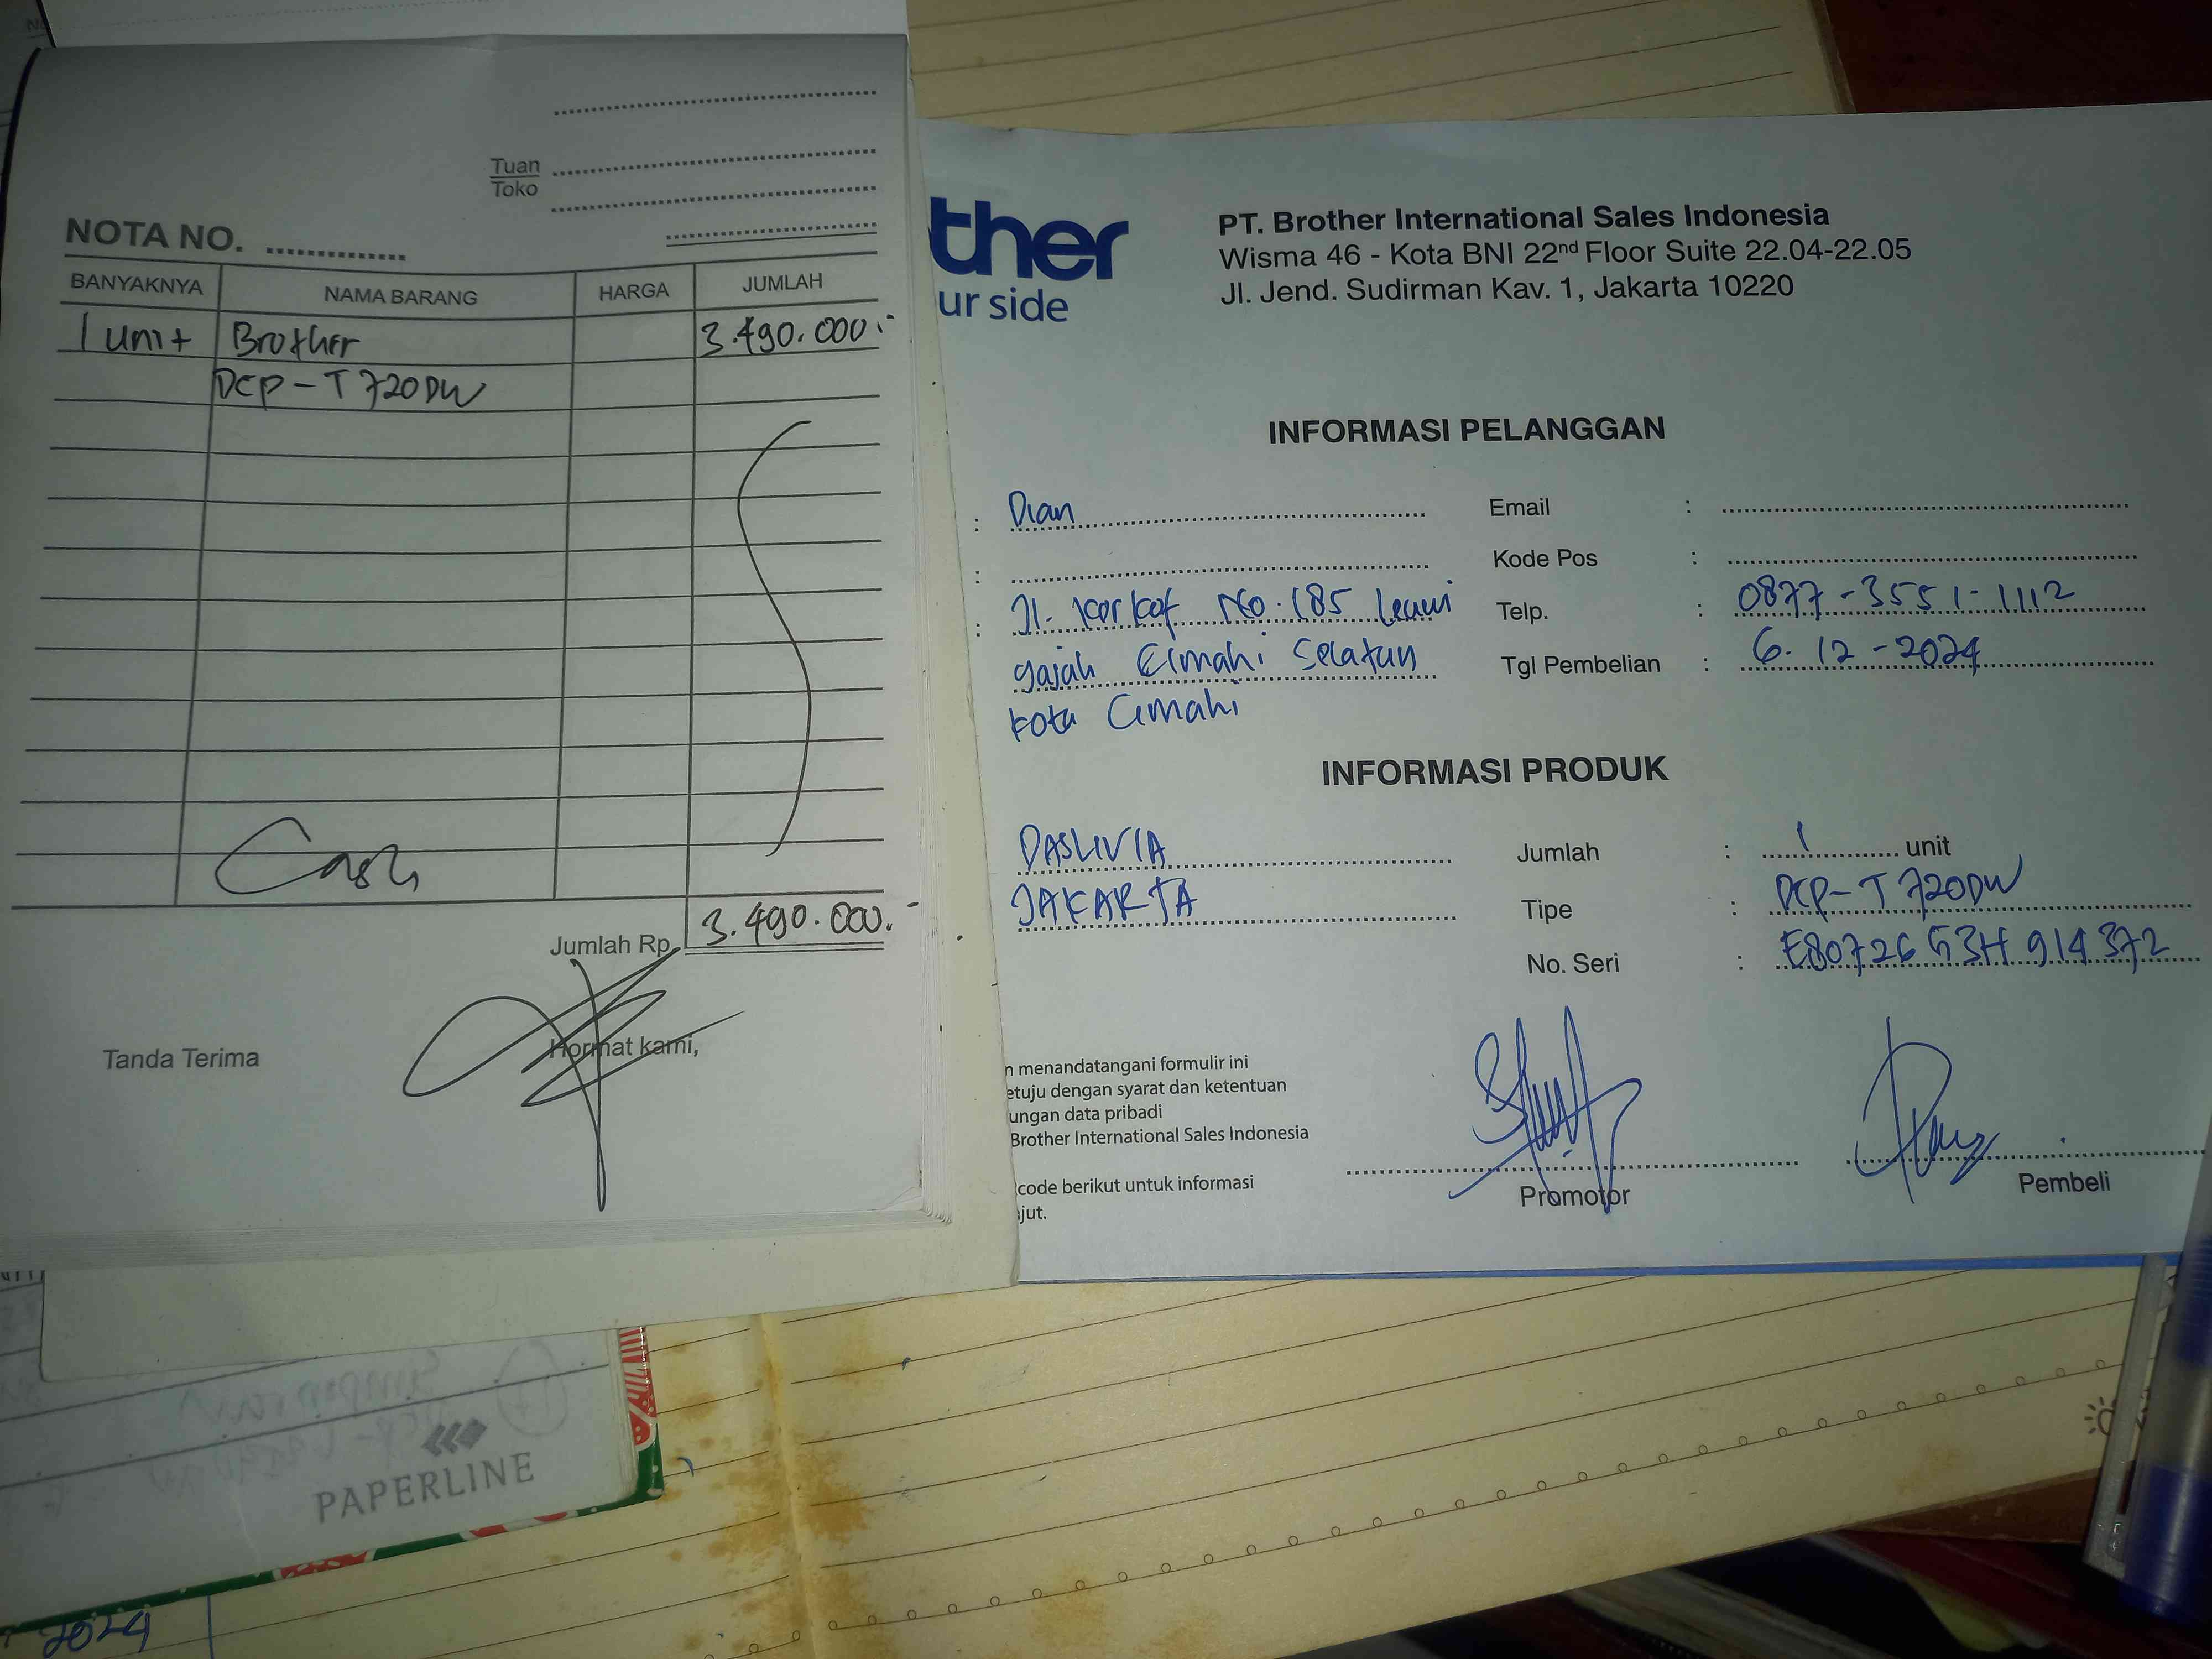 Tuan
Toko
NOTA NO.
BANYAKNYA NAMA BARANG HARGA JUMLAH
1 unit Brother 3.490.000.-
DCP-T720DW
Cash
Jumlah Rp. 3.490.000.-
Tanda Terima Hormat kami,
PAPERLINE
2024
ther
ur side
PT. Brother International Sales Indonesia
Wisma 46 - Kota BNI 22nd Floor Suite 22.04-22.05
Jl. Jend. Sudirman Kav. 1, Jakarta 10220
INFORMASI PELANGGAN
: Dian Email :
: Kode Pos :
: Jl. Kerkof No.185 Leuwi Telp. : 0877-3551-1112
gajah Cimahi Selatan Tgl Pembelian : 6.12-2024
Kota Cimahi
INFORMASI PRODUK
DASLIVIA Jumlah : 1 unit
JAKARTA Tipe : DCP-T720DW
No. Seri : E80726G3H914372
n menandatangani formulir ini
etuju dengan syarat dan ketentuan
ungan data pribadi
Brother International Sales Indonesia
code berikut untuk informasi
jut.
Promotor Pembeli